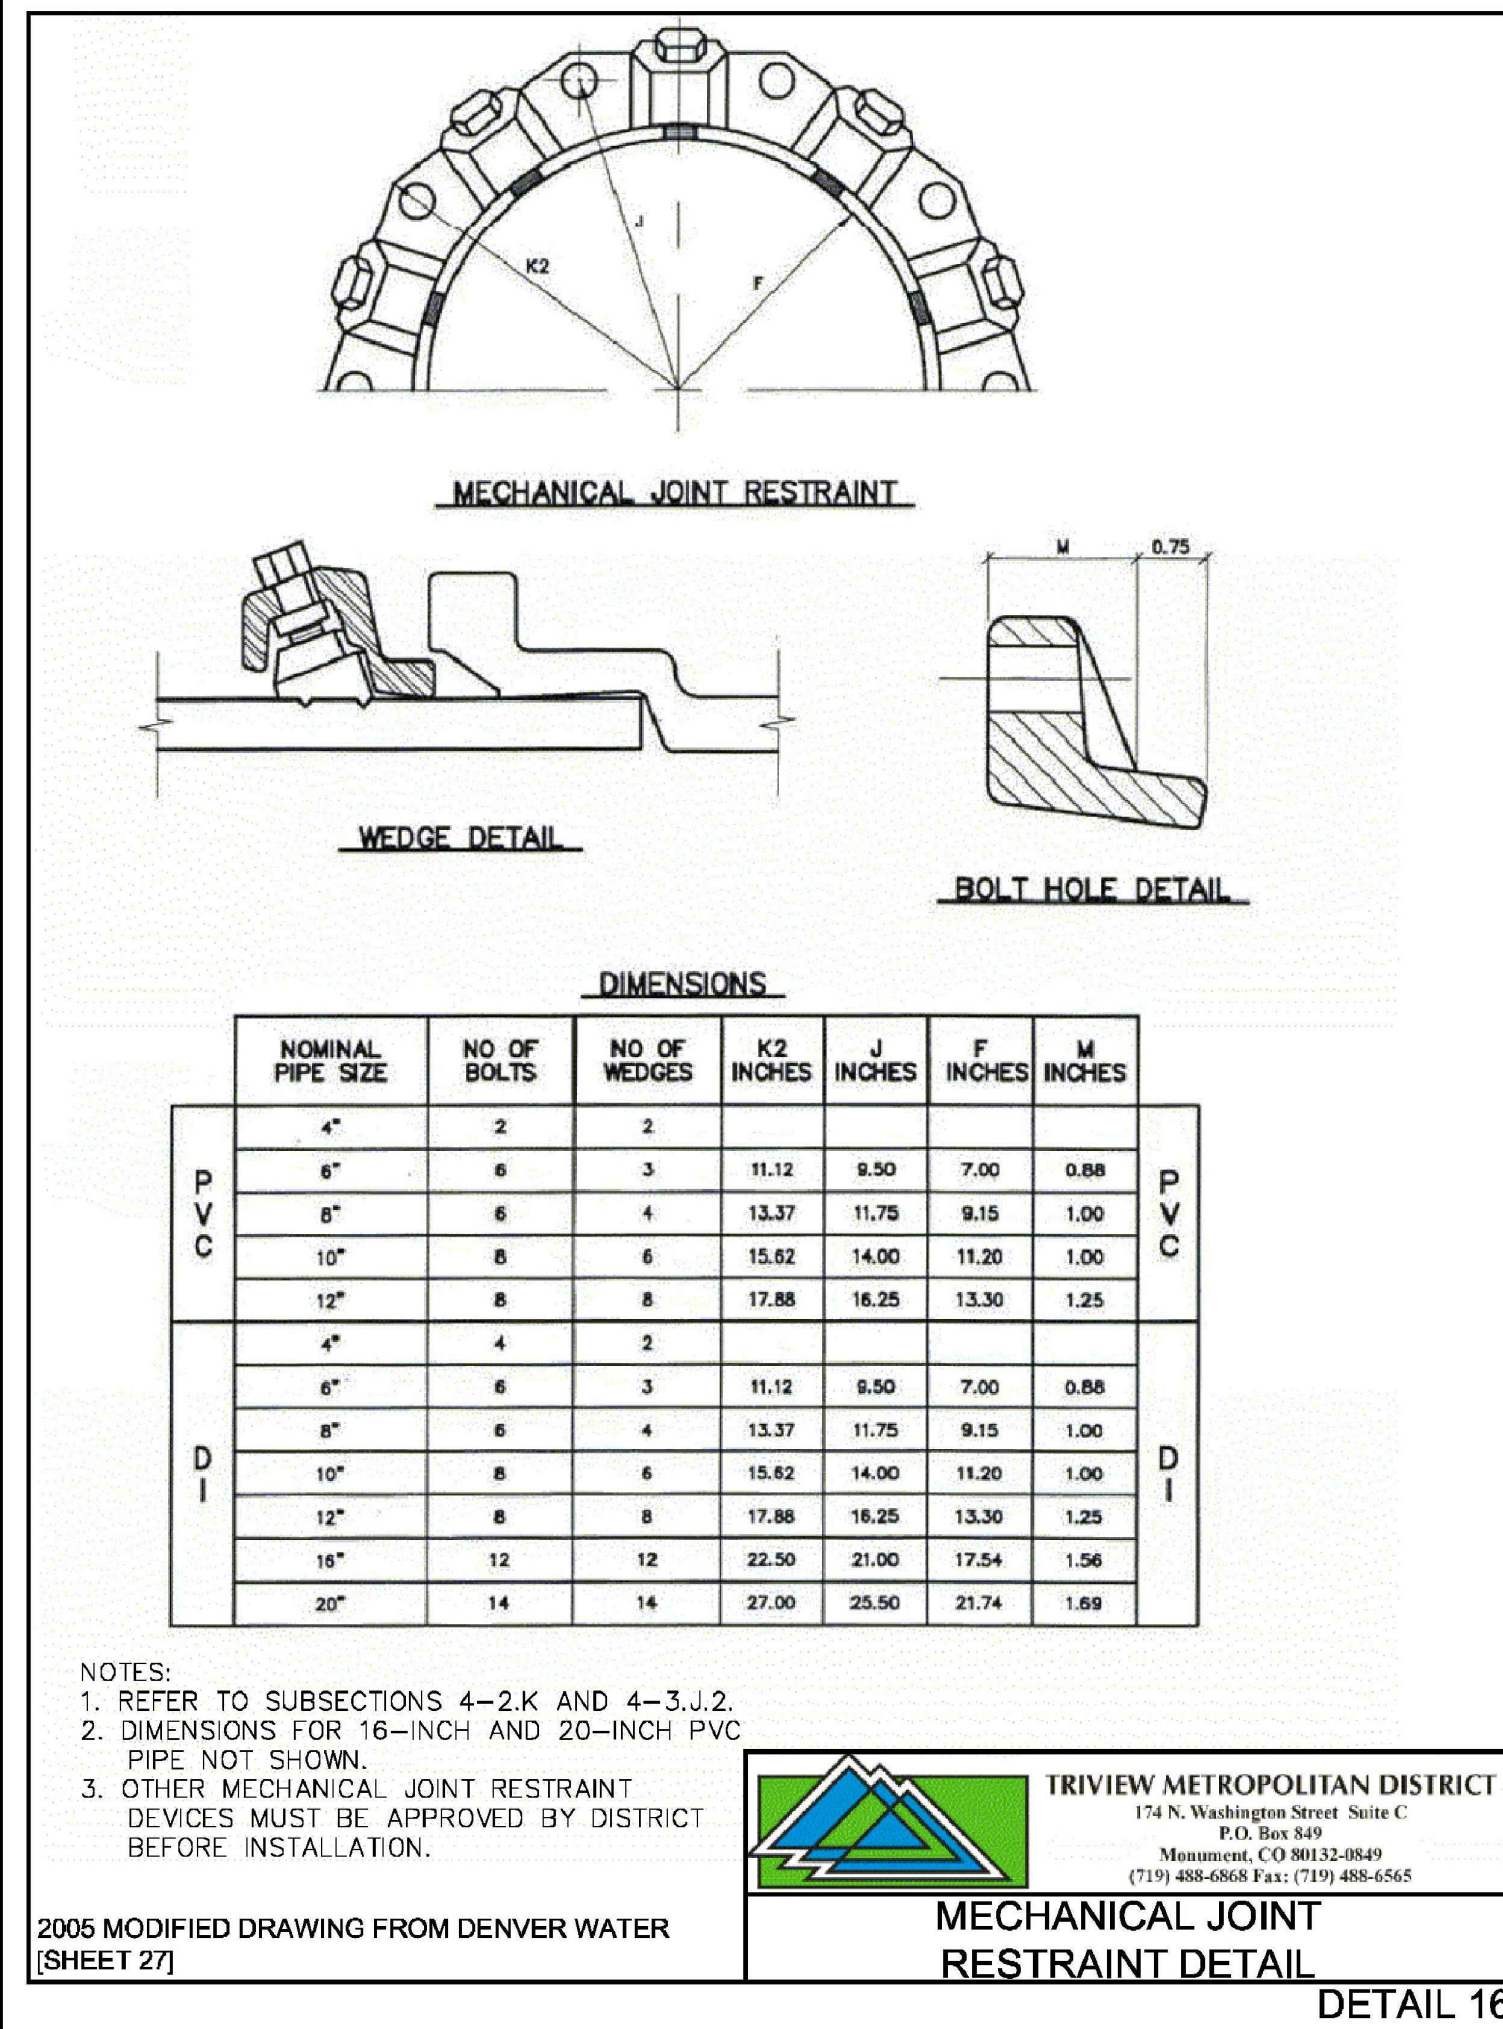 J
K2
F
MECHANICAL JOINT RESTRAINT
M 0.75
WEDGE DETAIL
BOLT HOLE DETAIL
DIMENSIONS
NOMINAL PIPE SIZE NO OF BOLTS NO OF WEDGES K2 INCHES J INCHES F INCHES M INCHES
PVC
4" 2 2
6" 6 3 11.12 9.50 7.00 0.88
8" 6 4 13.37 11.75 9.15 1.00
10" 8 6 15.62 14.00 11.20 1.00
12" 8 8 17.88 16.25 13.30 1.25
PVC
DI
4" 4 2
6" 6 3 11.12 9.50 7.00 0.88
8" 6 4 13.37 11.75 9.15 1.00
10" 8 6 15.62 14.00 11.20 1.00
12" 8 8 17.88 16.25 13.30 1.25
16" 12 12 22.50 21.00 17.54 1.56
20" 14 14 27.00 25.50 21.74 1.69
DI
NOTES:
1. REFER TO SUBSECTIONS 4-2.K AND 4-3.J.2.
2. DIMENSIONS FOR 16-INCH AND 20-INCH PVC
PIPE NOT SHOWN.
3. OTHER MECHANICAL JOINT RESTRAINT
DEVICES MUST BE APPROVED BY DISTRICT
BEFORE INSTALLATION.
2005 MODIFIED DRAWING FROM DENVER WATER
[SHEET 27]
TRIVIEW METROPOLITAN DISTRICT
174 N. Washington Street Suite C
P.O. Box 849
Monument, CO 80132-0849
(719) 488-6868 Fax: (719) 488-6565
MECHANICAL JOINT
RESTRAINT DETAIL
DETAIL 16